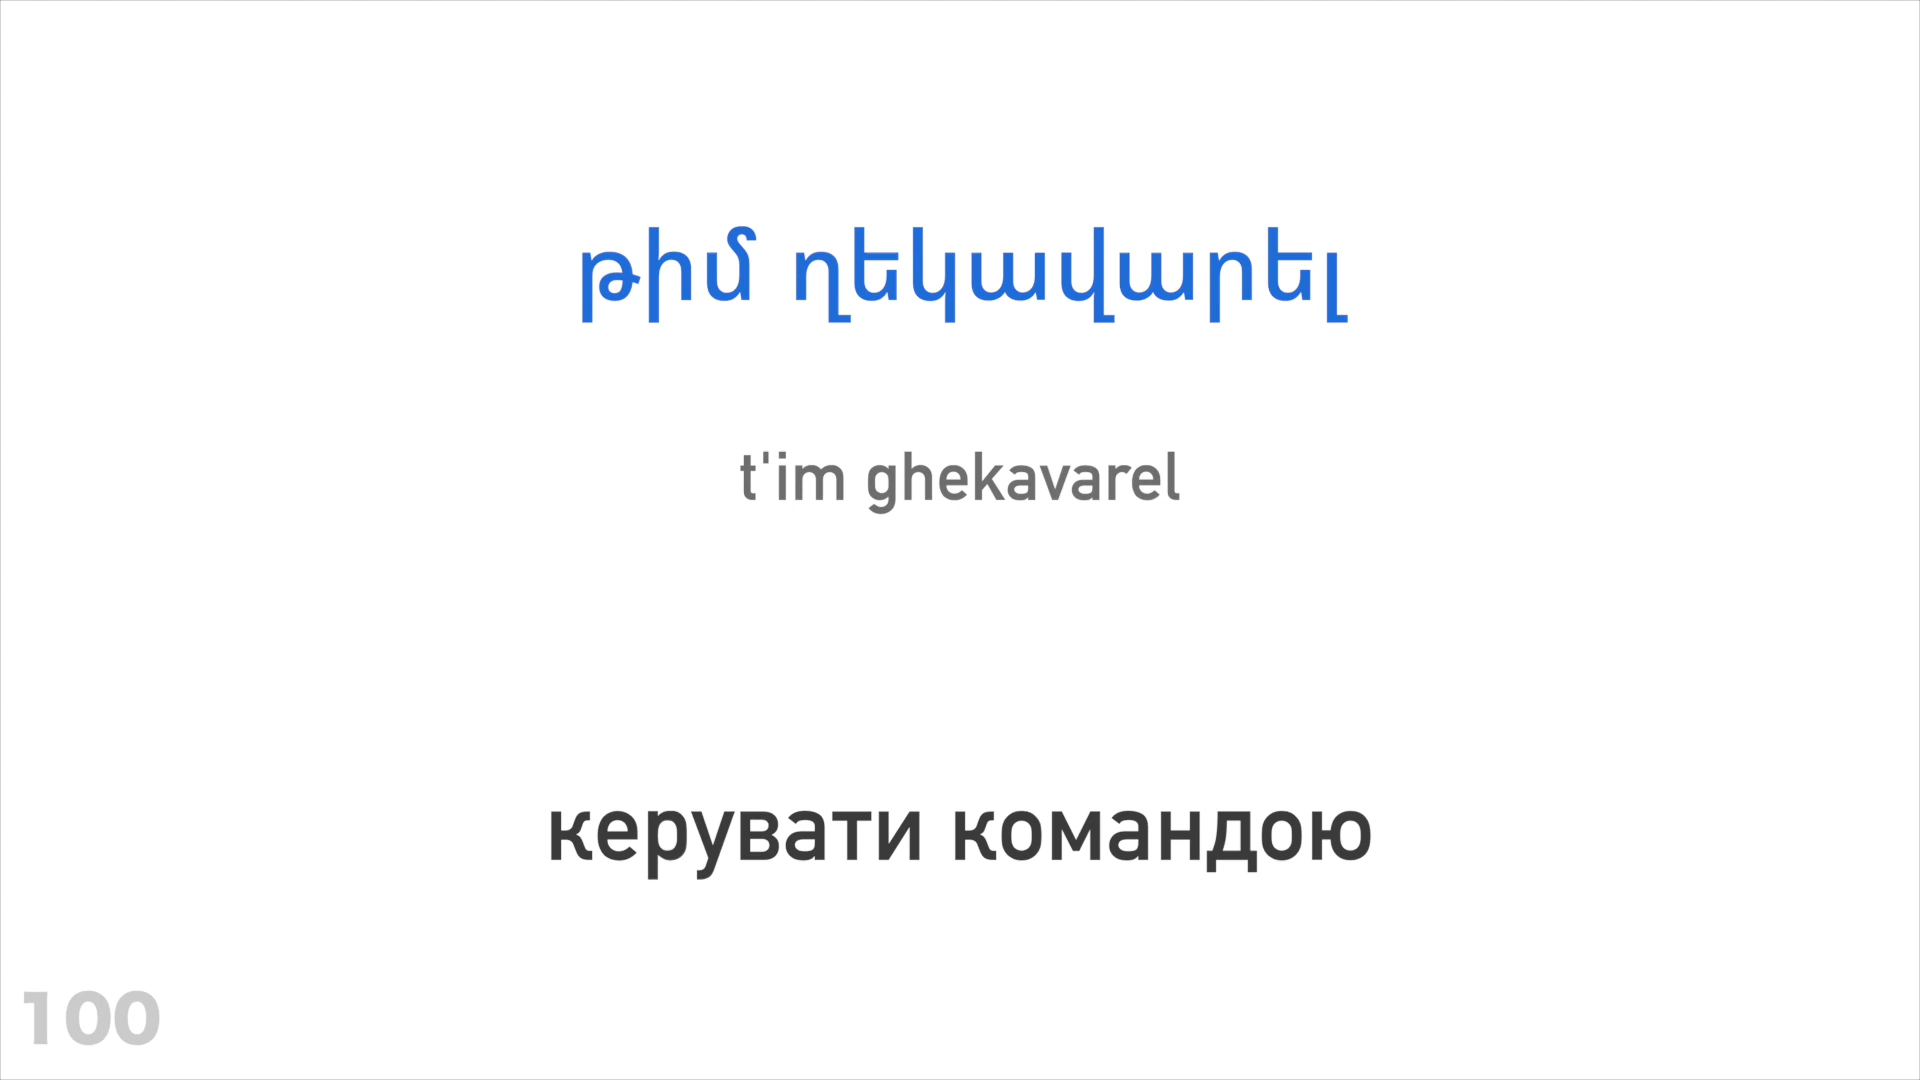 թիմ ղեկավարել
t'im ghekavarel
керувати командою
100